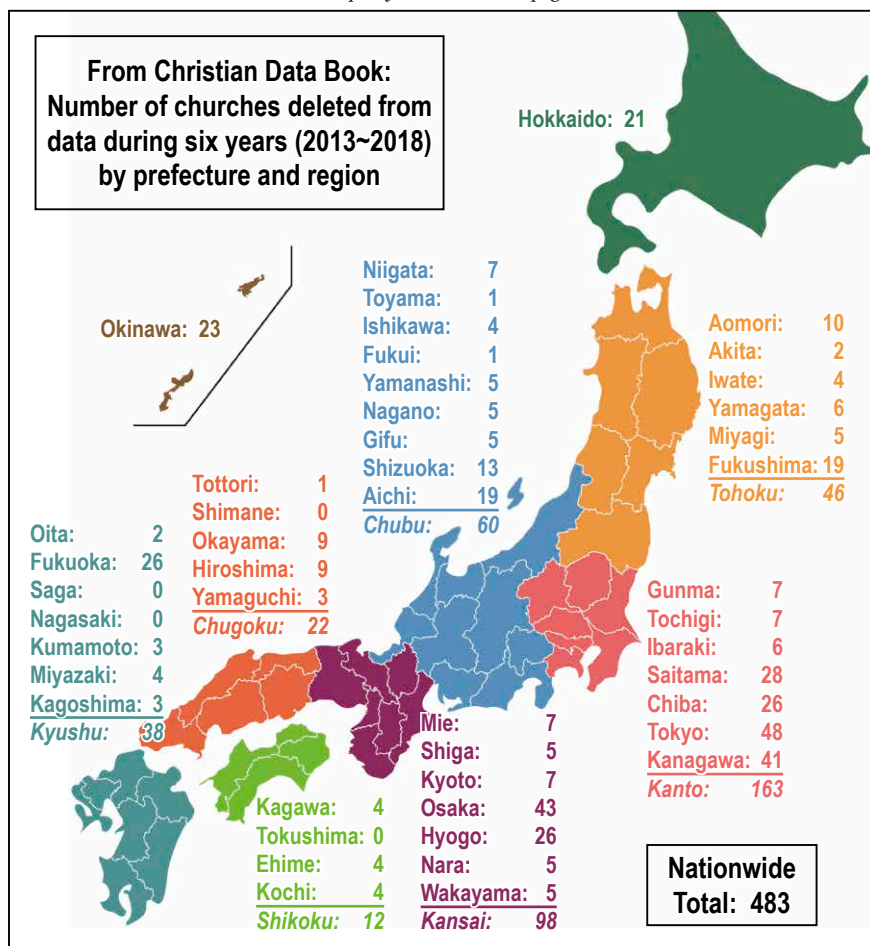 From Christian Data Book:
Number of churches deleted from
data during six years (2013~2018)
by prefecture and region
Hokkaido: 21
Okinawa: 23
Niigata: 7
Toyama: 1
Ishikawa: 4
Fukui: 1
Yamanashi: 5
Nagano: 5
Gifu: 5
Shizuoka: 13
Aichi: 19
Chubu: 60
Aomori: 10
Akita: 2
Iwate: 4
Yamagata: 6
Miyagi: 5
Fukushima: 19
Tohoku: 46
Tottori: 1
Shimane: 0
Okayama: 9
Hiroshima: 9
Yamaguchi: 3
Chugoku: 22
Oita: 2
Fukuoka: 26
Saga: 0
Nagasaki: 0
Kumamoto: 3
Miyazaki: 4
Kagoshima: 3
Kyushu: 38
Gunma: 7
Tochigi: 7
Ibaraki: 6
Saitama: 28
Chiba: 26
Tokyo: 48
Kanagawa: 41
Kanto: 163
Kagawa: 4
Tokushima: 0
Ehime: 4
Kochi: 4
Shikoku: 12
Mie: 7
Shiga: 5
Kyoto: 7
Osaka: 43
Hyogo: 26
Nara: 5
Wakayama: 5
Kansai: 98
Nationwide
Total: 483